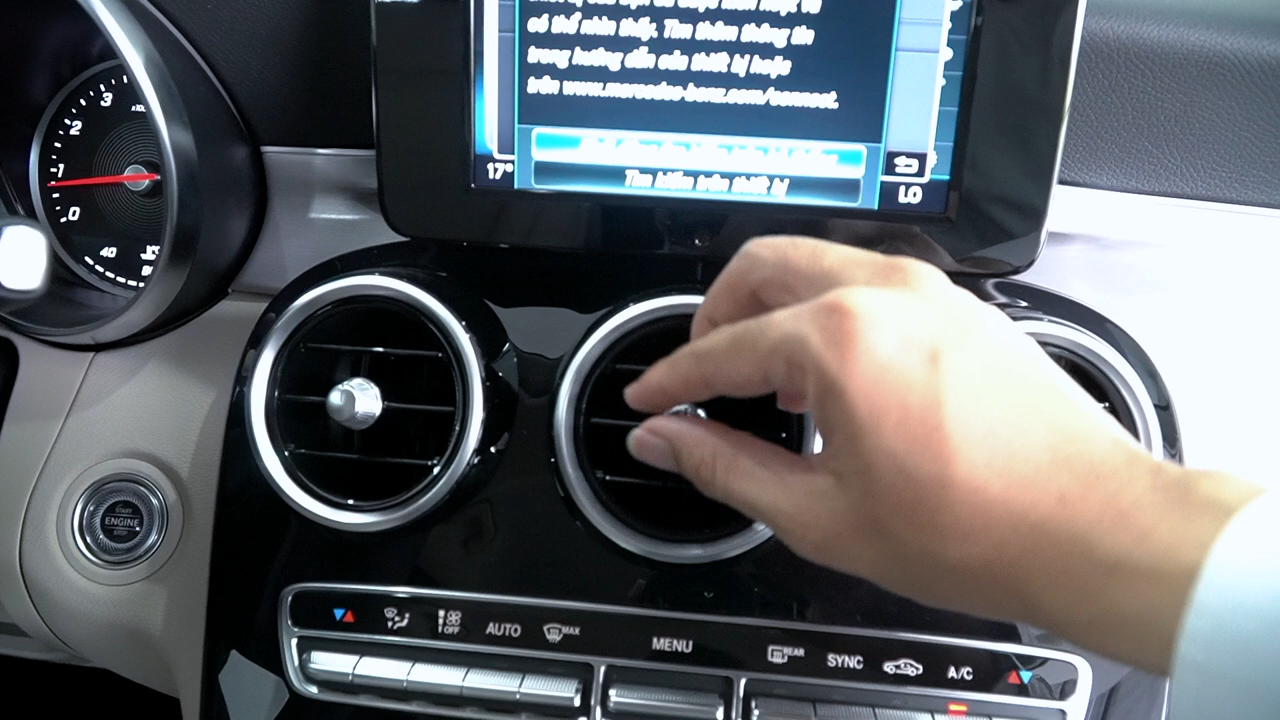 có thể nhìn thấy. Tìm thêm thông tin
trong hướng dẫn của thiết bị hoặc
trên www.mercedes-benz.com/connect.
Tìm kiếm trên thiết bị
17°
LO
3
2
1
0
40
START
ENGINE
STOP
OFF
AUTO
MAX
MENU
REAR
SYNC
A/C